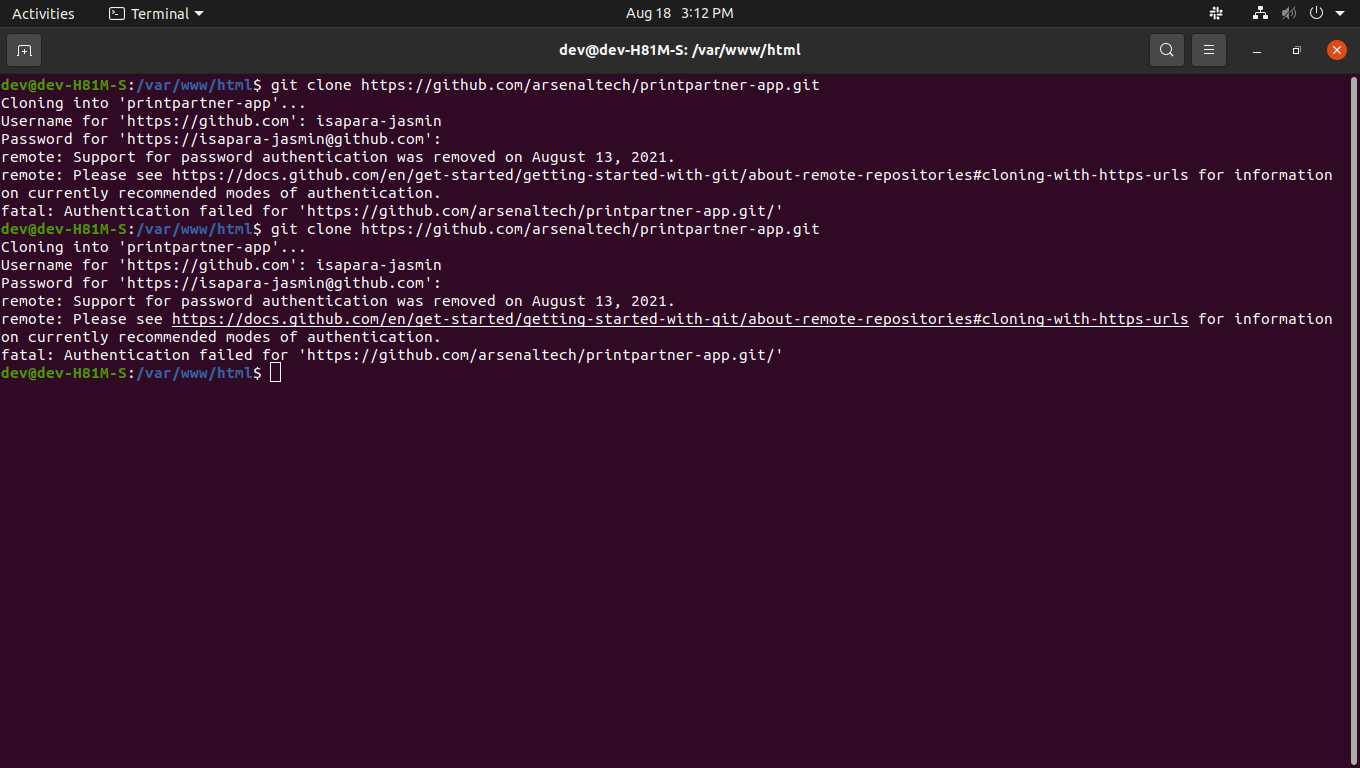 Activities Terminal Aug 18 3:12 PM
dev@dev-H81M-S: /var/www/html
dev@dev-H81M-S:/var/www/html$ git clone https://github.com/arsenaltech/printpartner-app.git
Cloning into 'printpartner-app'...
Username for 'https://github.com': isapara-jasmin
Password for 'https://isapara-jasmin@github.com':
remote: Support for password authentication was removed on August 13, 2021.
remote: Please see https://docs.github.com/en/get-started/getting-started-with-git/about-remote-repositories#cloning-with-https-urls for information
on currently recommended modes of authentication.
fatal: Authentication failed for 'https://github.com/arsenaltech/printpartner-app.git/'
dev@dev-H81M-S:/var/www/html$ git clone https://github.com/arsenaltech/printpartner-app.git
Cloning into 'printpartner-app'...
Username for 'https://github.com': isapara-jasmin
Password for 'https://isapara-jasmin@github.com':
remote: Support for password authentication was removed on August 13, 2021.
remote: Please see https://docs.github.com/en/get-started/getting-started-with-git/about-remote-repositories#cloning-with-https-urls for information
on currently recommended modes of authentication.
fatal: Authentication failed for 'https://github.com/arsenaltech/printpartner-app.git/'
dev@dev-H81M-S:/var/www/html$